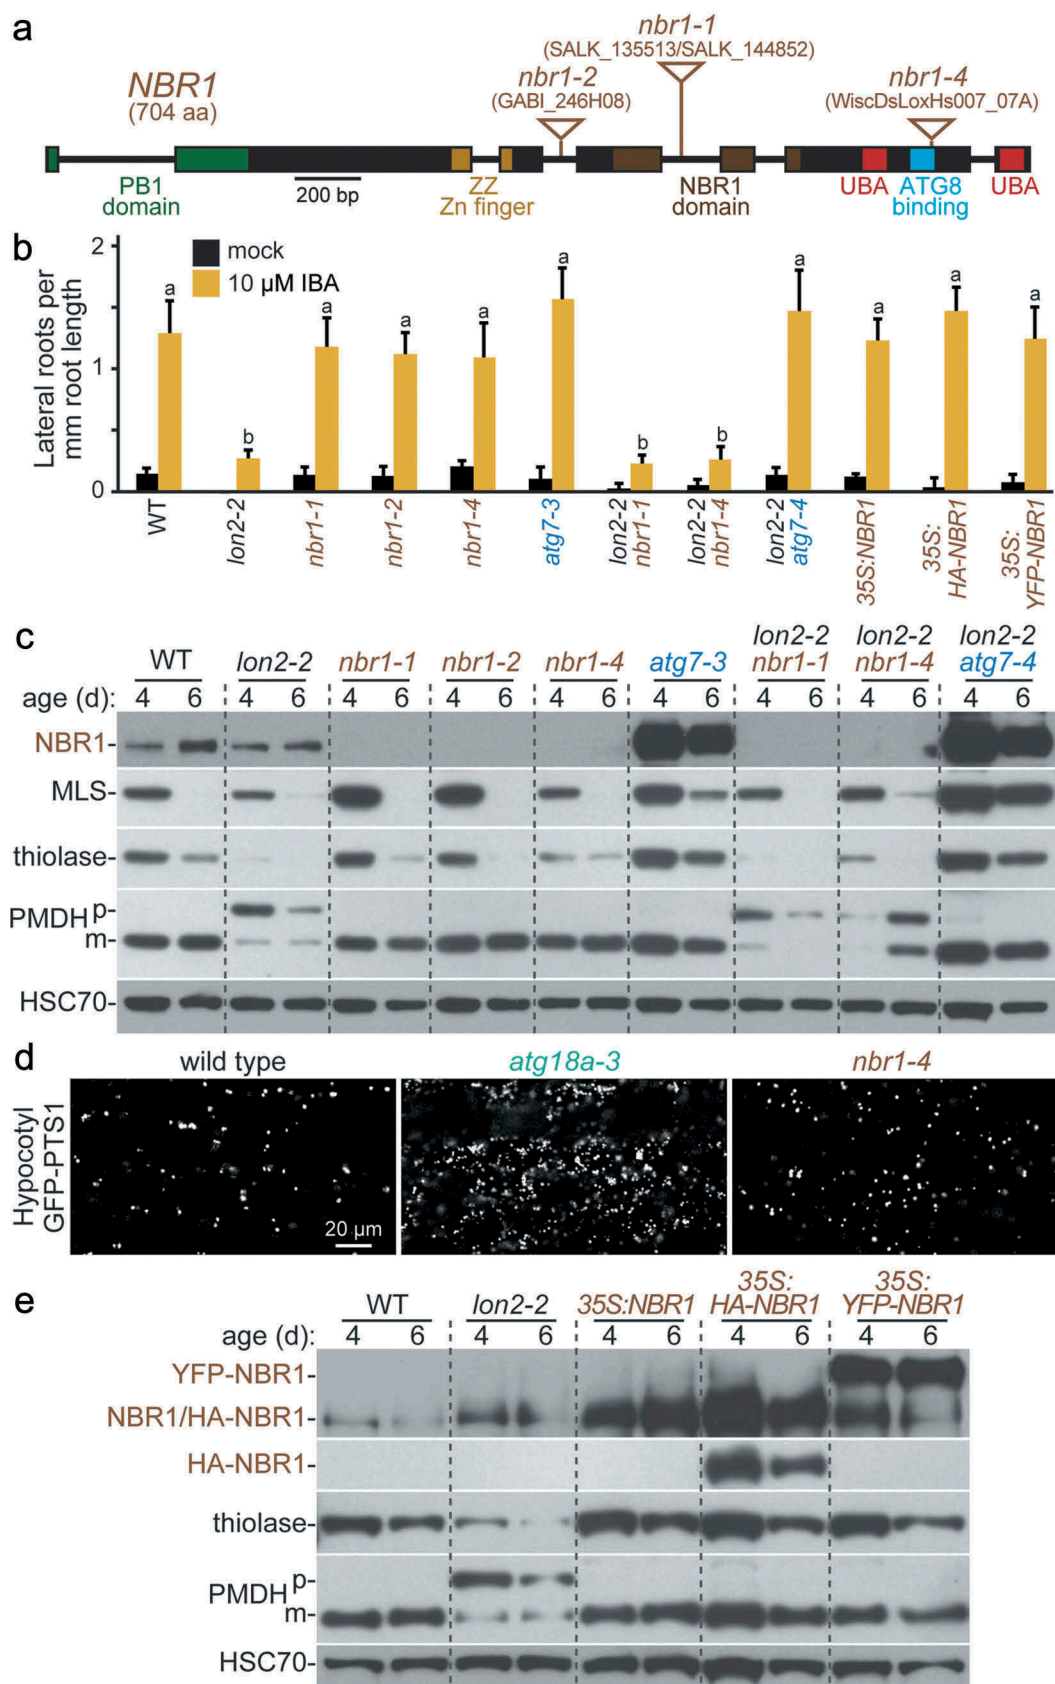 a
nbr1-1
(SALK_135513/SALK_144852)
NBR1
(704 aa)
nbr1-2
(GABI_246H08)
nbr1-4
(WiscDsLoxHs007_07A)
PB1
domain
200 bp
ZZ
Zn finger
NBR1
domain
UBA
ATG8
binding
UBA
b
mock
10 µM IBA
Lateral roots per
mm root length
2
1
0
a
b
a
a
a
a
b
b
a
a
a
a
WT
lon2-2
nbr1-1
nbr1-2
nbr1-4
atg7-3
lon2-2
nbr1-1
lon2-2
nbr1-4
lon2-2
atg7-4
35S:NBR1
35S:
HA-NBR1
35S:
YFP-NBR1
c
WT
lon2-2
nbr1-1
nbr1-2
nbr1-4
atg7-3
lon2-2
nbr1-1
lon2-2
nbr1-4
lon2-2
atg7-4
age (d): 4 6 4 6 4 6 4 6 4 6 4 6 4 6 4 6 4 6
NBR1-
MLS-
thiolase-
PMDH p-
m-
HSC70-
d
wild type
atg18a-3
nbr1-4
Hypocotyl
GFP-PTS1
20 µm
e
WT
lon2-2
35S:NBR1
35S:
HA-NBR1
35S:
YFP-NBR1
age (d): 4 6 4 6 4 6 4 6 4 6
YFP-NBR1-
NBR1/HA-NBR1-
HA-NBR1-
thiolase-
PMDH p-
m-
HSC70-